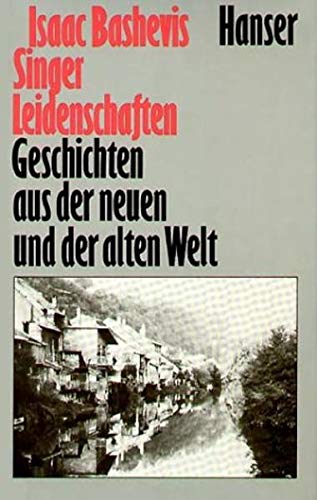 Isaac Bashevis Hanser
Singer
Leidenschaften
Geschichten
aus der neuen
und der alten Welt